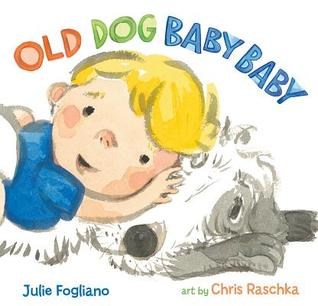 OLD DOG BABY BABY
Julie Fogliano
art by Chris Raschka